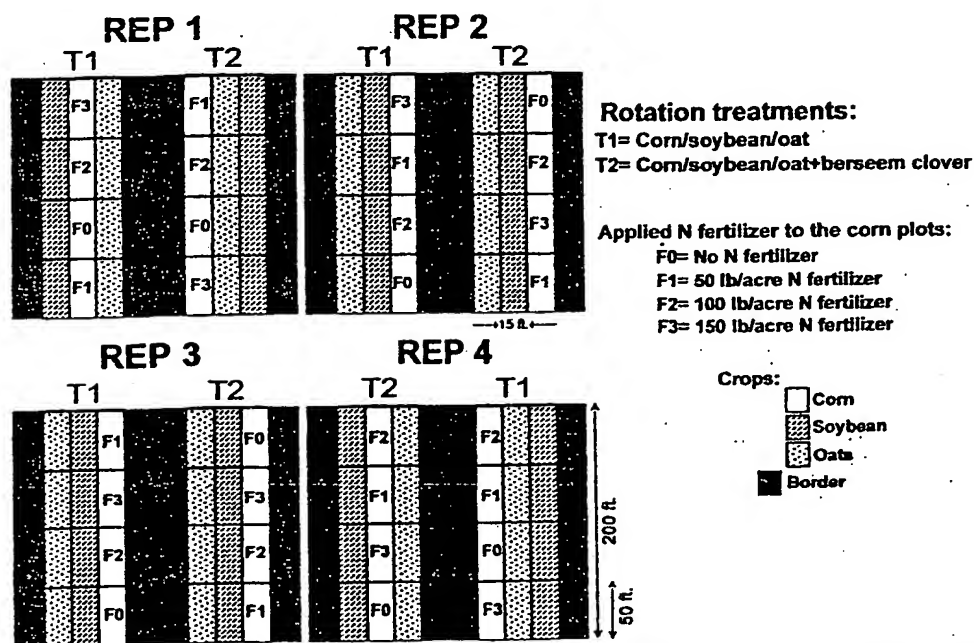 REP 1
T1 T2
F3 F1
F2 F2
F0 F0
F1 F3
REP 2
T1 T2
F3 F0
F1 F2
F2 F3
F0 F1
15 ft.
REP 3
T1 T2
F1 F0
F3 F3
F2 F2
F0 F1
REP 4
T2 T1
F2 F2
F1 F1
F3 F0
F0 F3
200 ft.
50 ft.
Rotation treatments:
T1= Corn/soybean/oat
T2= Corn/soybean/oat+berseem clover
Applied N fertilizer to the corn plots:
F0= No N fertilizer
F1= 50 lb/acre N fertilizer
F2= 100 lb/acre N fertilizer
F3= 150 lb/acre N fertilizer
Crops:
Corn
Soybean
Oats
Border